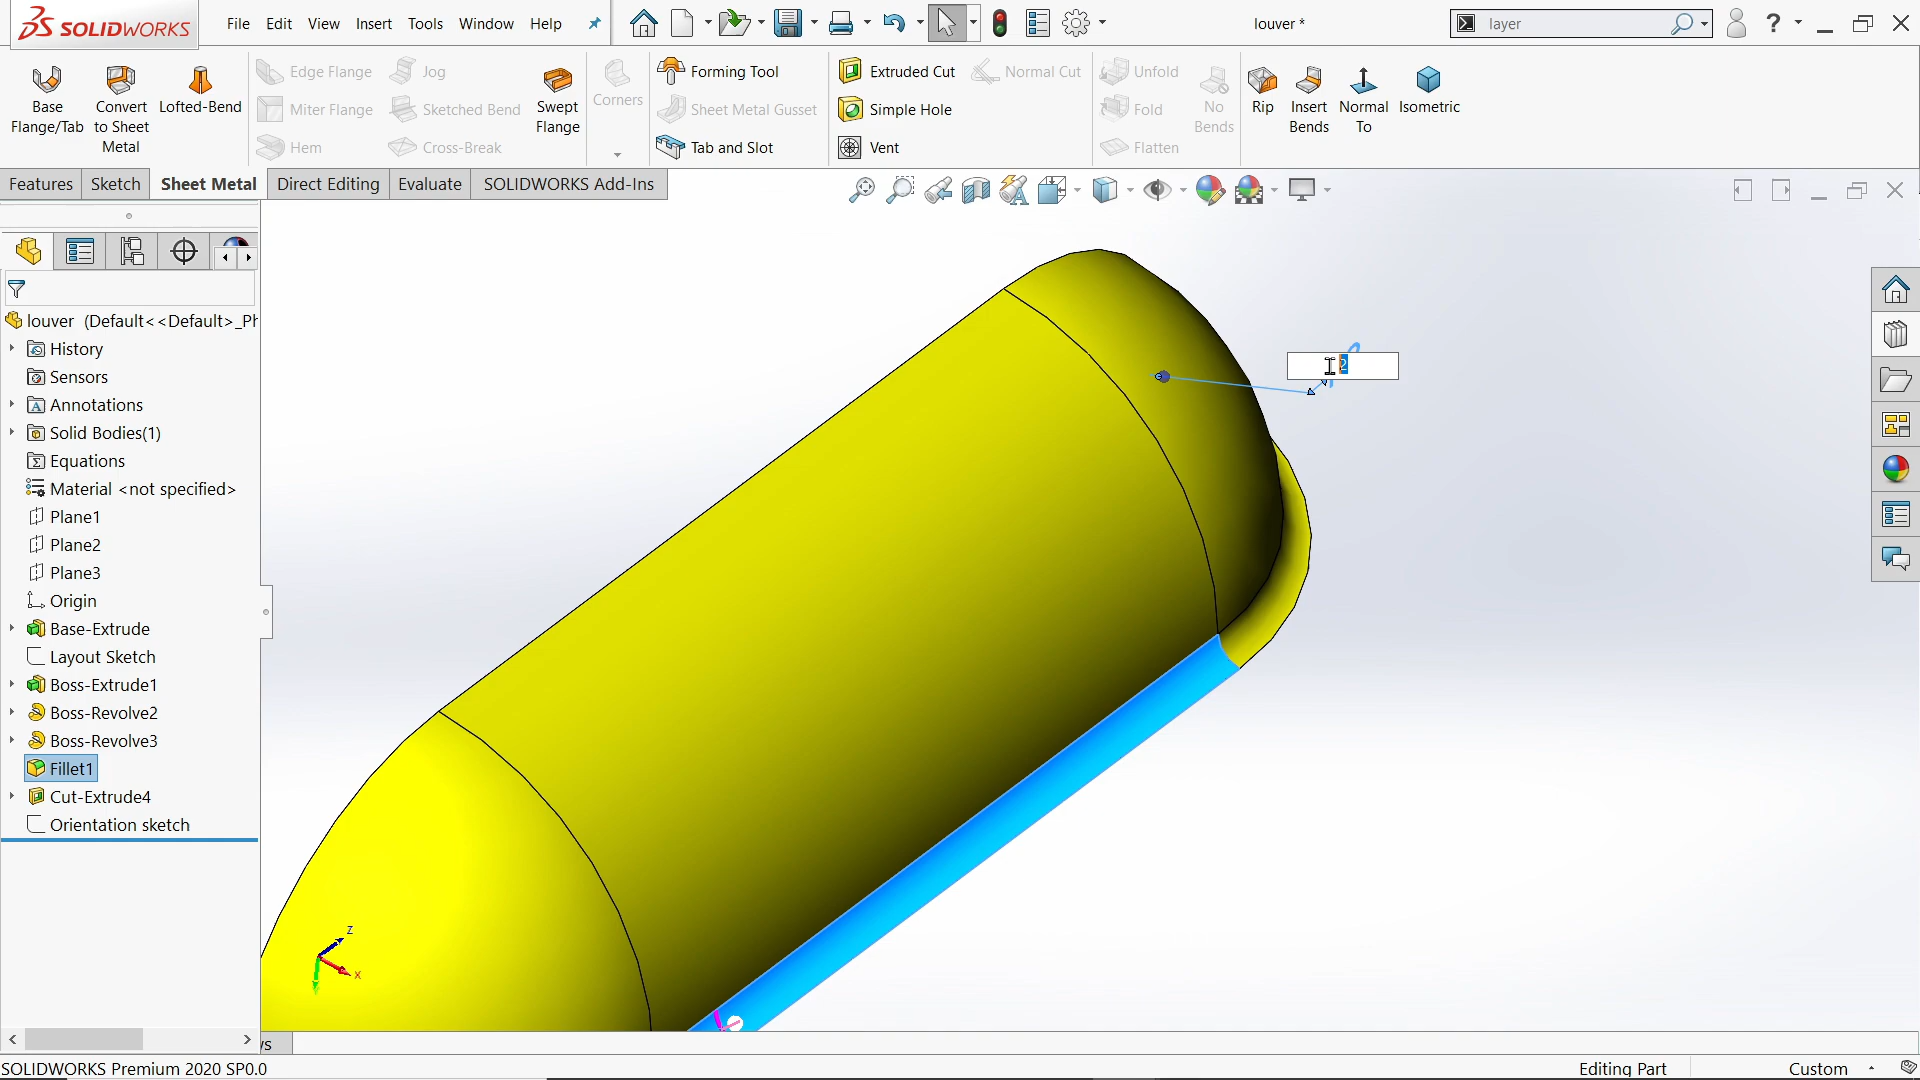 SOLIDWORKS
File Edit View Insert Tools Window Help
louver *
layer
?
Base Flange/Tab
Convert to Sheet Metal
Lofted-Bend
Edge Flange
Miter Flange
Hem
Jog
Sketched Bend
Cross-Break
Swept Flange
Corners
Forming Tool
Sheet Metal Gusset
Tab and Slot
Extruded Cut
Simple Hole
Vent
Normal Cut
Unfold
Fold
Flatten
No Bends
Rip
Insert Bends
Normal To
Isometric
Features Sketch Sheet Metal Direct Editing Evaluate SOLIDWORKS Add-Ins
louver (Default<<Default>_Ph
History
Sensors
Annotations
Solid Bodies(1)
Equations
Material <not specified>
Plane1
Plane2
Plane3
Origin
Base-Extrude
Layout Sketch
Boss-Extrude1
Boss-Revolve2
Boss-Revolve3
Fillet1
Cut-Extrude4
Orientation sketch
2
z
x
SOLIDWORKS Premium 2020 SP0.0
Editing Part
Custom